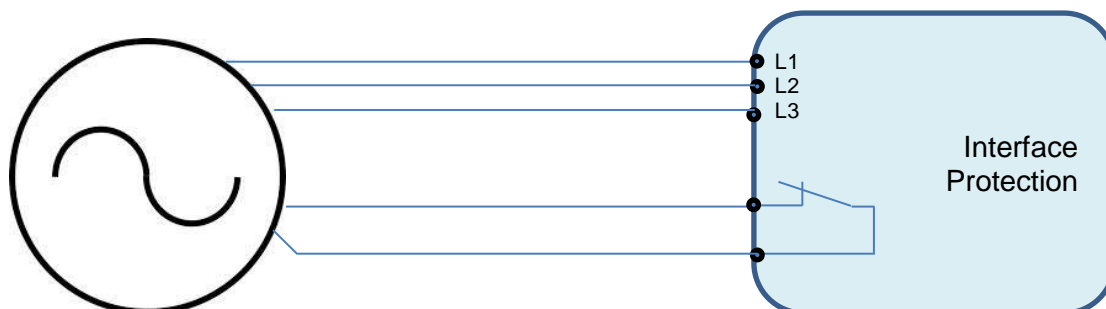 L1
L2
L3
Interface
Protection